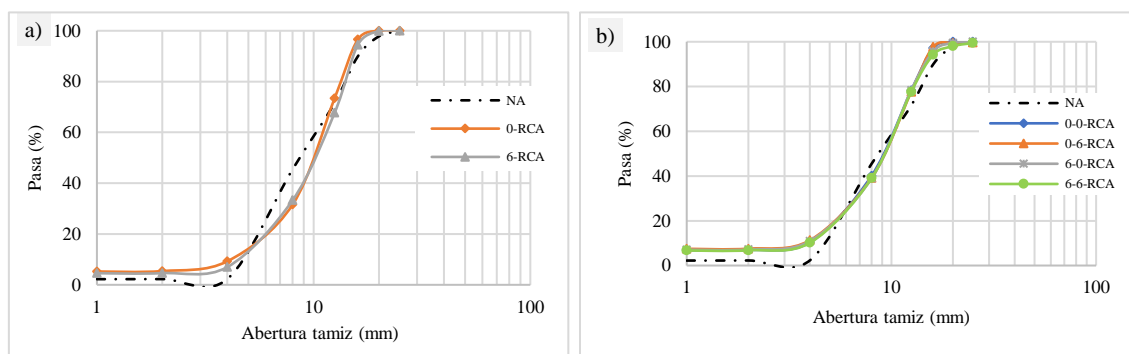 a)
100
80
60
40
20
0
Pasa (%)
1
10
100
Abertura tamiz (mm)
NA
0-RCA
6-RCA
b)
100
80
60
40
20
0
Pasa (%)
1
10
100
Abertura tamiz (mm)
NA
0-0-RCA
0-6-RCA
6-0-RCA
6-6-RCA